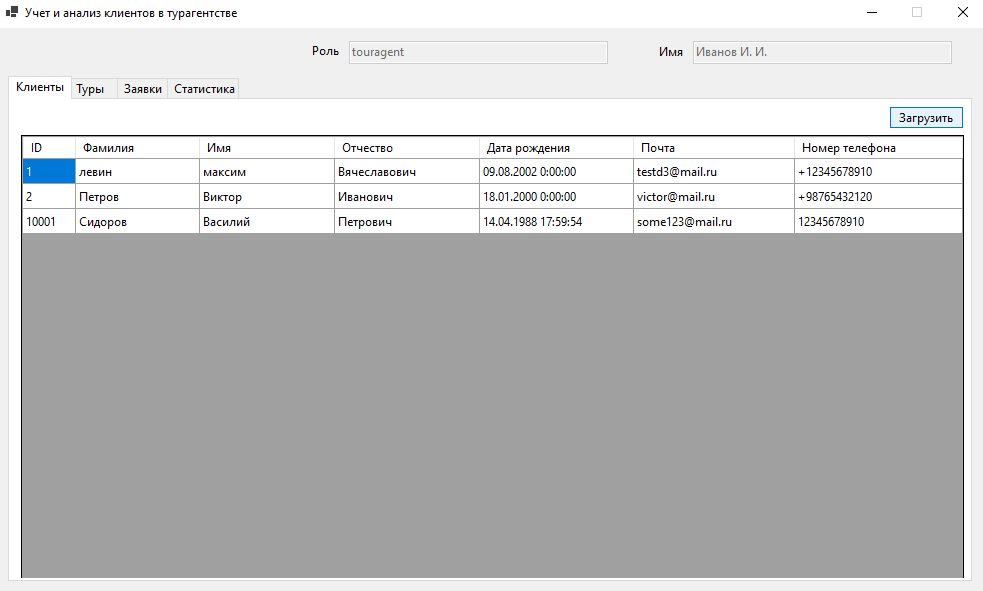 Учет и анализ клиентов в турагентстве
Роль touragent Имя Иванов И. И.
Клиенты Туры Заявки Статистика
Загрузить
ID Фамилия Имя Отчество Дата рождения Почта Номер телефона
1 левин максим Вячеславович 09.08.2002 0:00:00 testd3@mail.ru +12345678910
2 Петров Виктор Иванович 18.01.2000 0:00:00 victor@mail.ru +98765432120
10001 Сидоров Василий Петрович 14.04.1988 17:59:54 some123@mail.ru 12345678910